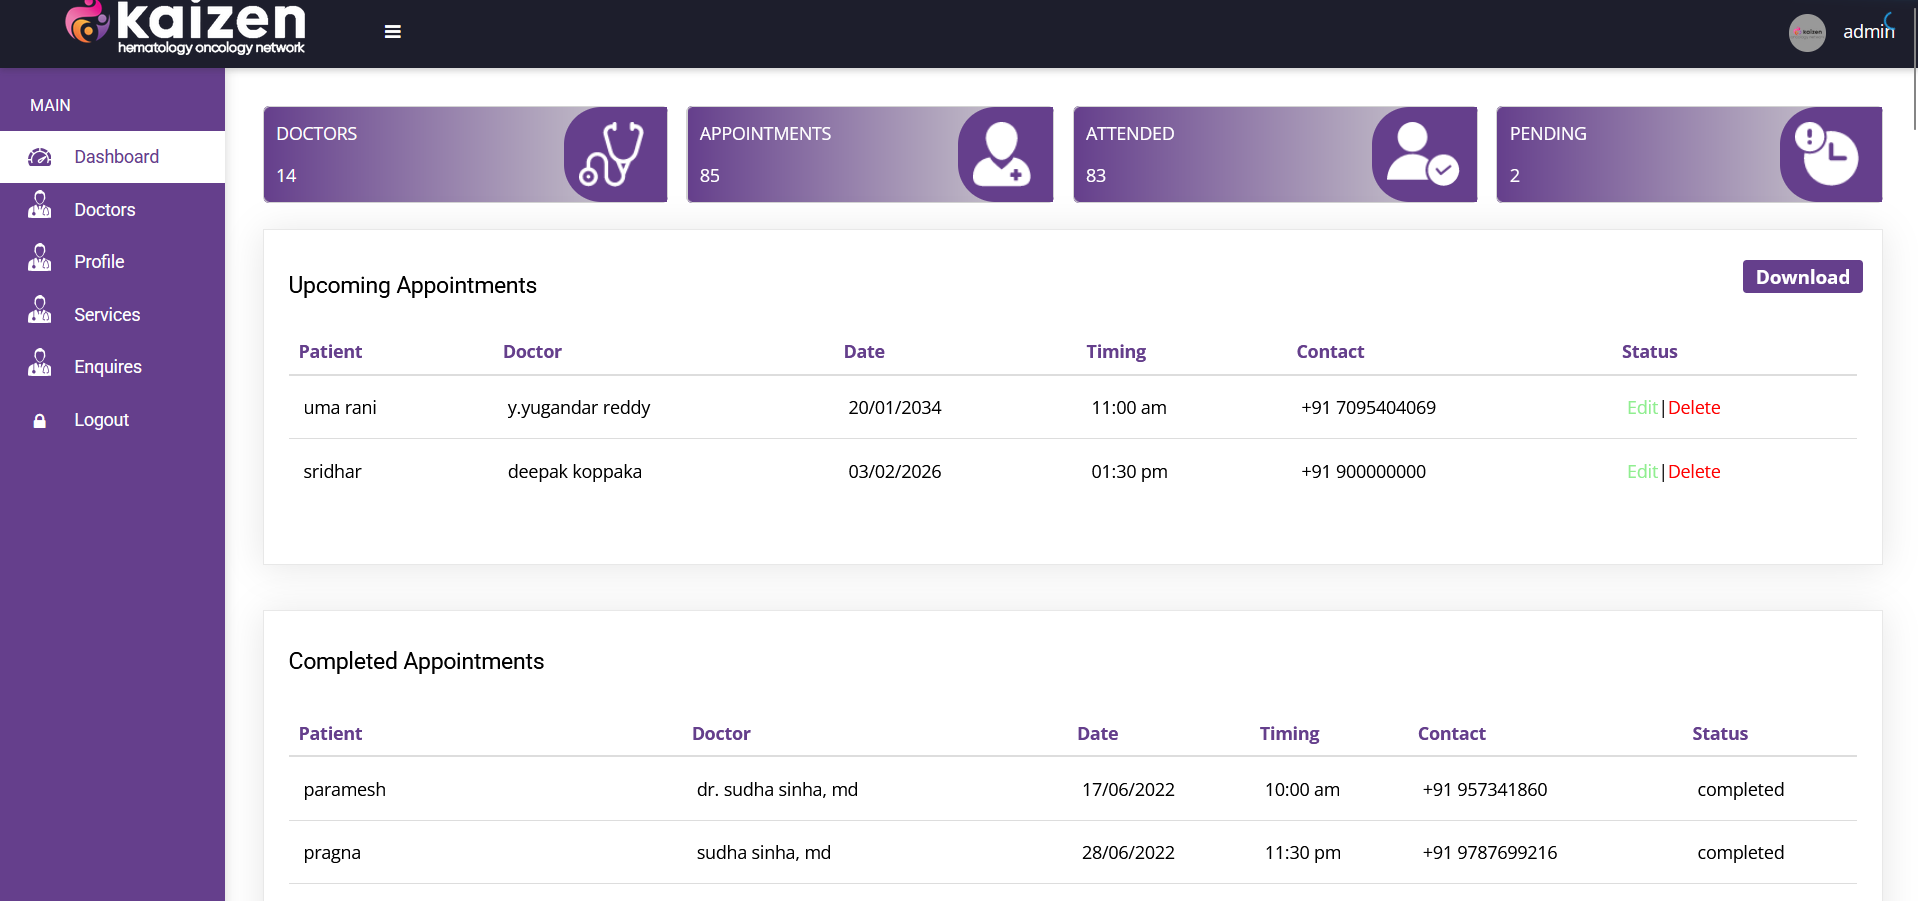 kaizen
hematology oncology network
admin
MAIN
Dashboard
Doctors
Profile
Services
Enquires
Logout
DOCTORS
14
APPOINTMENTS
85
ATTENDED
83
PENDING
2
Upcoming Appointments
Download
Patient Doctor Date Timing Contact Status
uma rani y.yugandar reddy 20/01/2034 11:00 am +91 7095404069 Edit|Delete
sridhar deepak koppaka 03/02/2026 01:30 pm +91 900000000 Edit|Delete
Completed Appointments
Patient Doctor Date Timing Contact Status
paramesh dr. sudha sinha, md 17/06/2022 10:00 am +91 957341860 completed
pragna sudha sinha, md 28/06/2022 11:30 pm +91 9787699216 completed